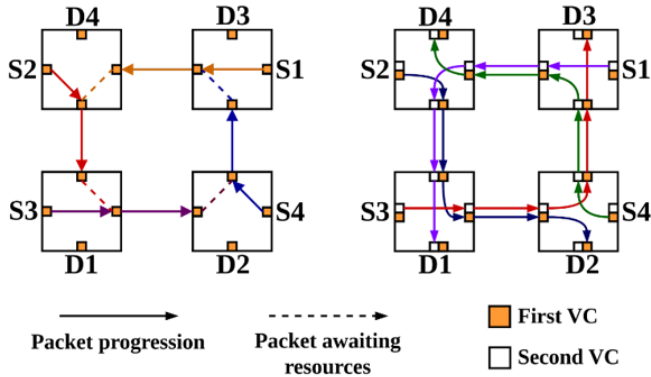 D4 D3 D4 D3
S2 S1 S2 S1
S3 S4 S3 S4
D1 D2 D1 D2
Packet progression
Packet awaiting
resources
First VC
Second VC